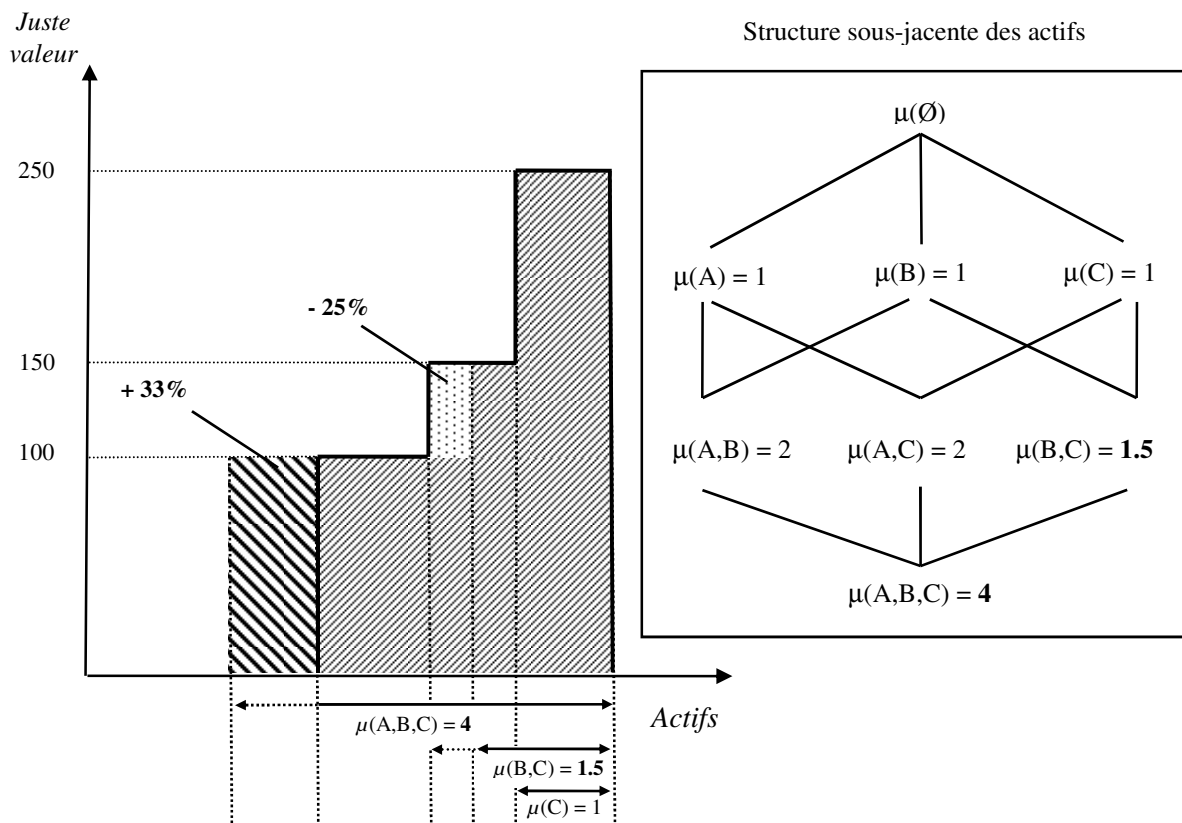 Juste
valeur
Structure sous-jacente des actifs
250
150
100
+ 33%
- 25%
μ(Ø)
μ(A) = 1 μ(B) = 1 μ(C) = 1
μ(A,B) = 2 μ(A,C) = 2 μ(B,C) = 1.5
μ(A,B,C) = 4
μ(A,B,C) = 4
Actifs
μ(B,C) = 1.5
μ(C) = 1